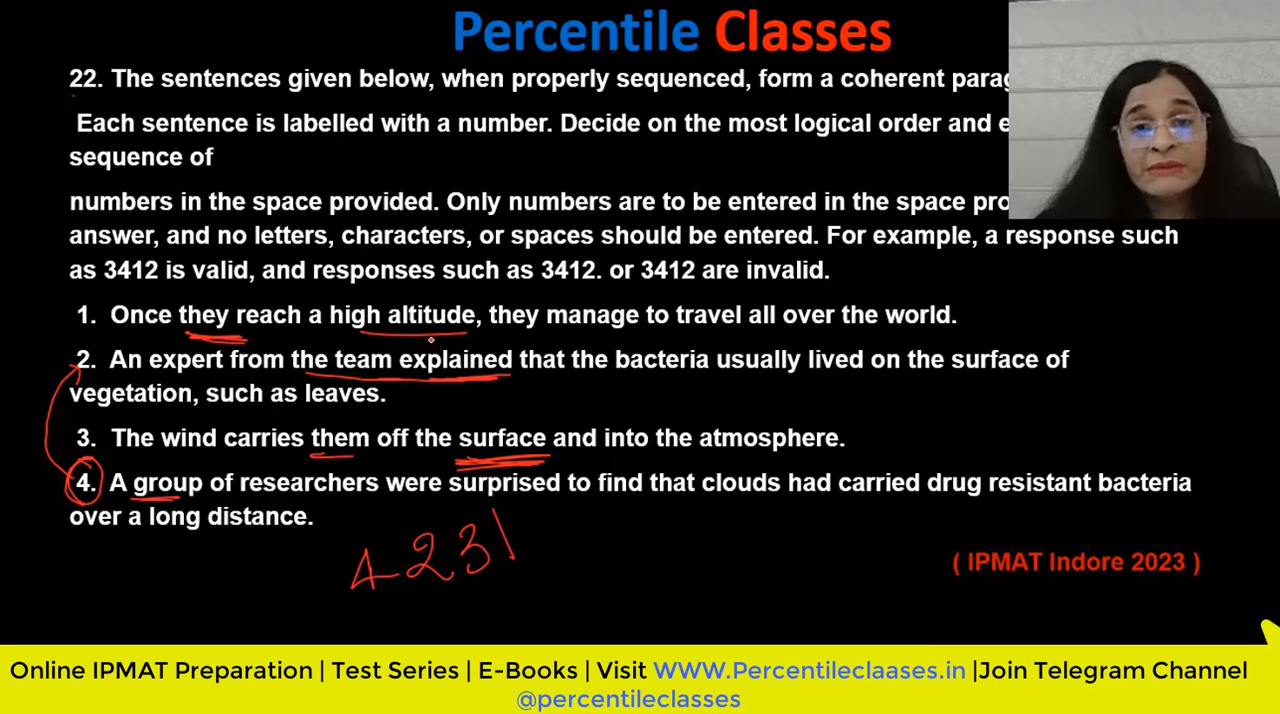 Percentile Classes
22. The sentences given below, when properly sequenced, form a coherent
Each sentence is labelled with a number. Decide on the most logical order and
sequence of
numbers in the space provided. Only numbers are to be entered in the space
answer, and no letters, characters, or spaces should be entered. For example, a response such
as 3412 is valid, and responses such as 3412. or 3412 are invalid.
1. Once they reach a high altitude, they manage to travel all over the world.
2. An expert from the team explained that the bacteria usually lived on the surface of
vegetation, such as leaves.
3. The wind carries them off the surface and into the atmosphere.
4. A group of researchers were surprised to find that clouds had carried drug resistant bacteria
over a long distance.
4231
( IPMAT Indore 2023 )
Online IPMAT Preparation | Test Series | E-Books | Visit WWW.Percentileclaases.in |Join Telegram Channel
@percentileclasses